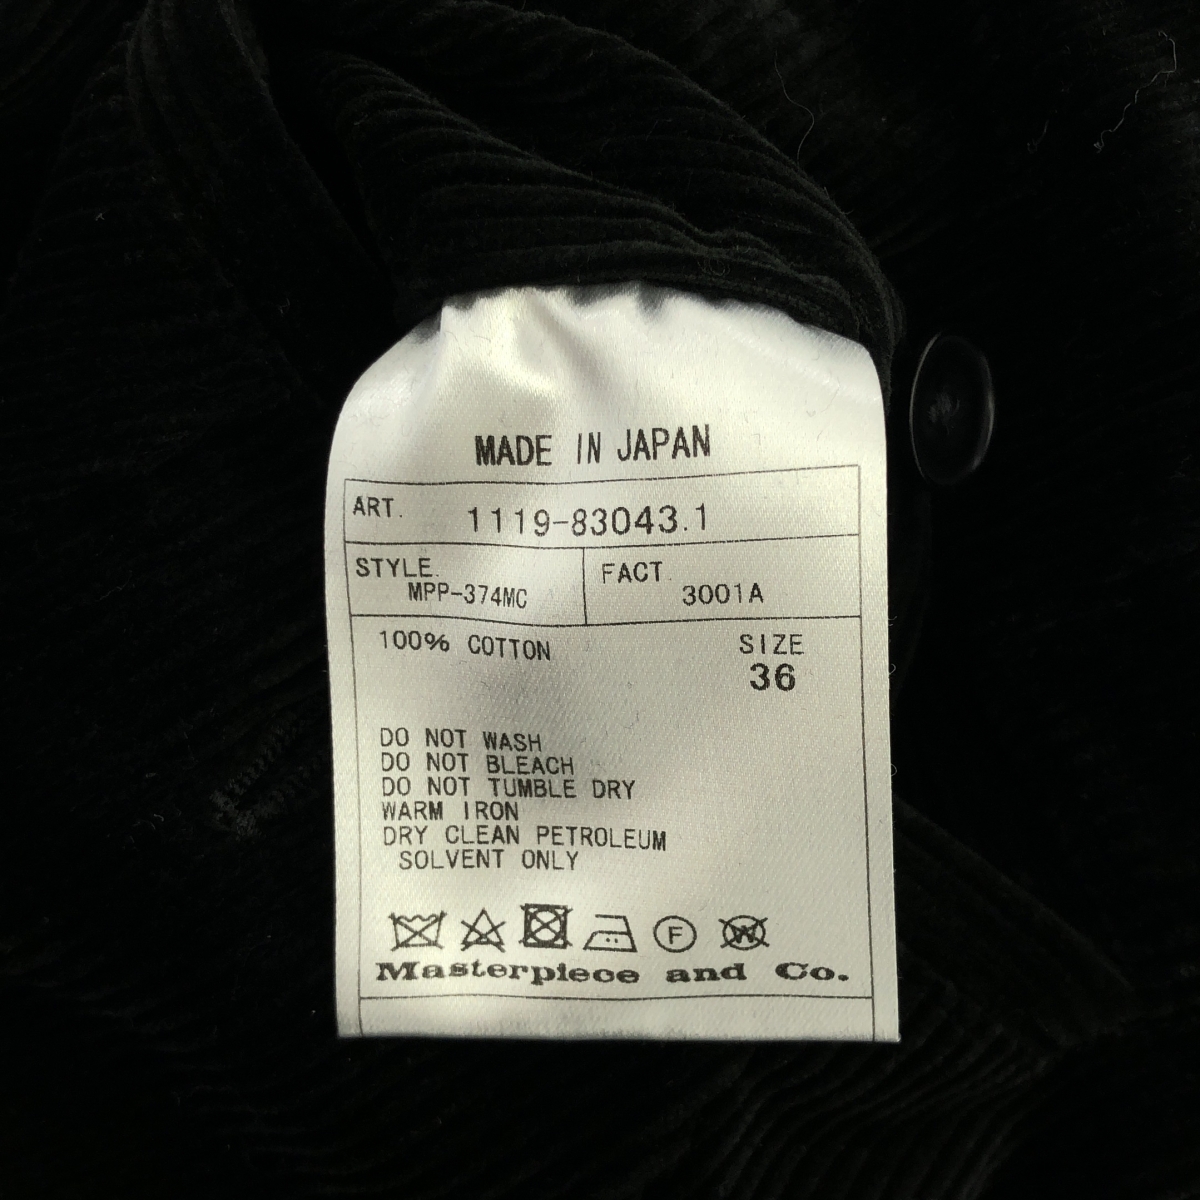 MADE IN JAPAN
ART. 1119-83043.1
STYLE. FACT.
MPP-374MC 3001A
100% COTTON SIZE
36
DO NOT WASH
DO NOT BLEACH
DO NOT TUMBLE DRY
WARM IRON
DRY CLEAN PETROLEUM
SOLVENT ONLY
F W
Masterpiece and Co.